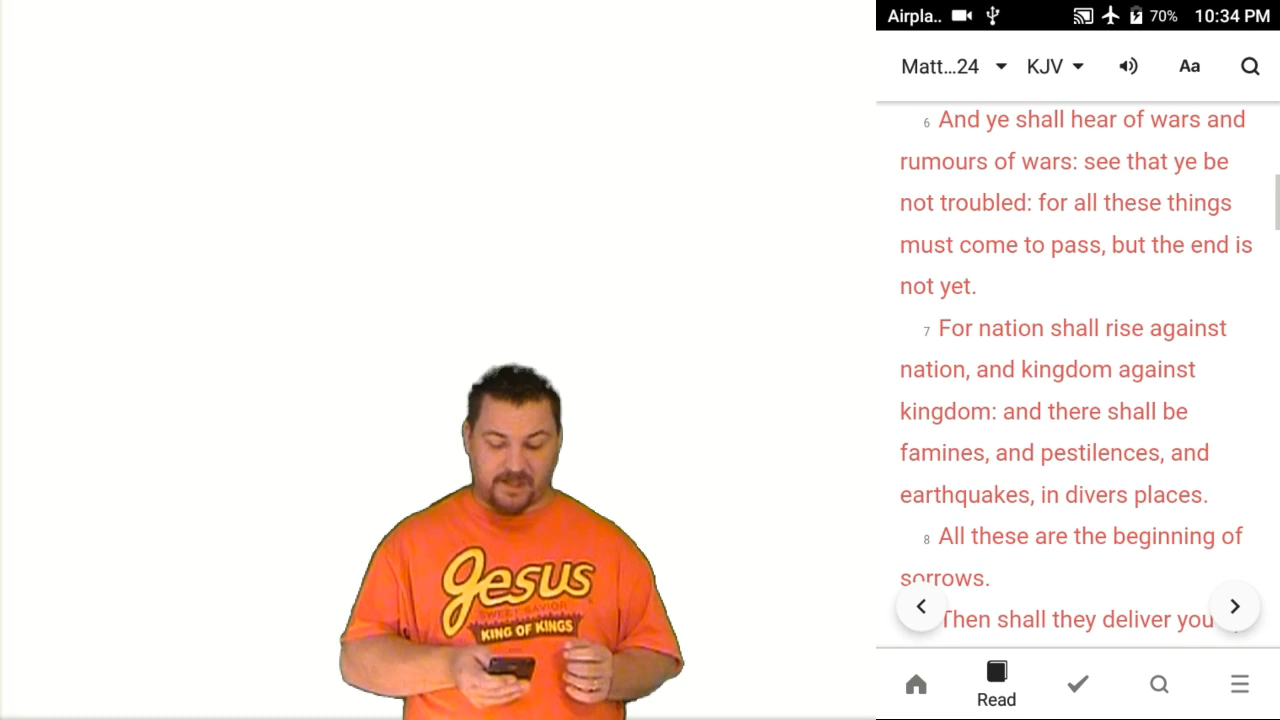 Jesus
SWEET SAVIOR
KING OF KINGS
Airpla.. 70% 10:34 PM
Matt...24 KJV Aa
6 And ye shall hear of wars and
rumours of wars: see that ye be
not troubled: for all these things
must come to pass, but the end is
not yet.
7 For nation shall rise against
nation, and kingdom against
kingdom: and there shall be
famines, and pestilences, and
earthquakes, in divers places.
8 All these are the beginning of
sorrows.
Then shall they deliver you
Read